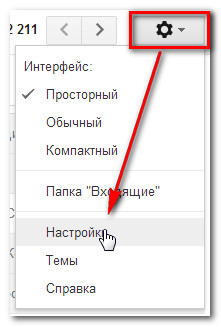 2 211
Интерфейс:
Просторный
Обычный
Компактный
Папка "Входящие"
Настройки
Темы
Справка